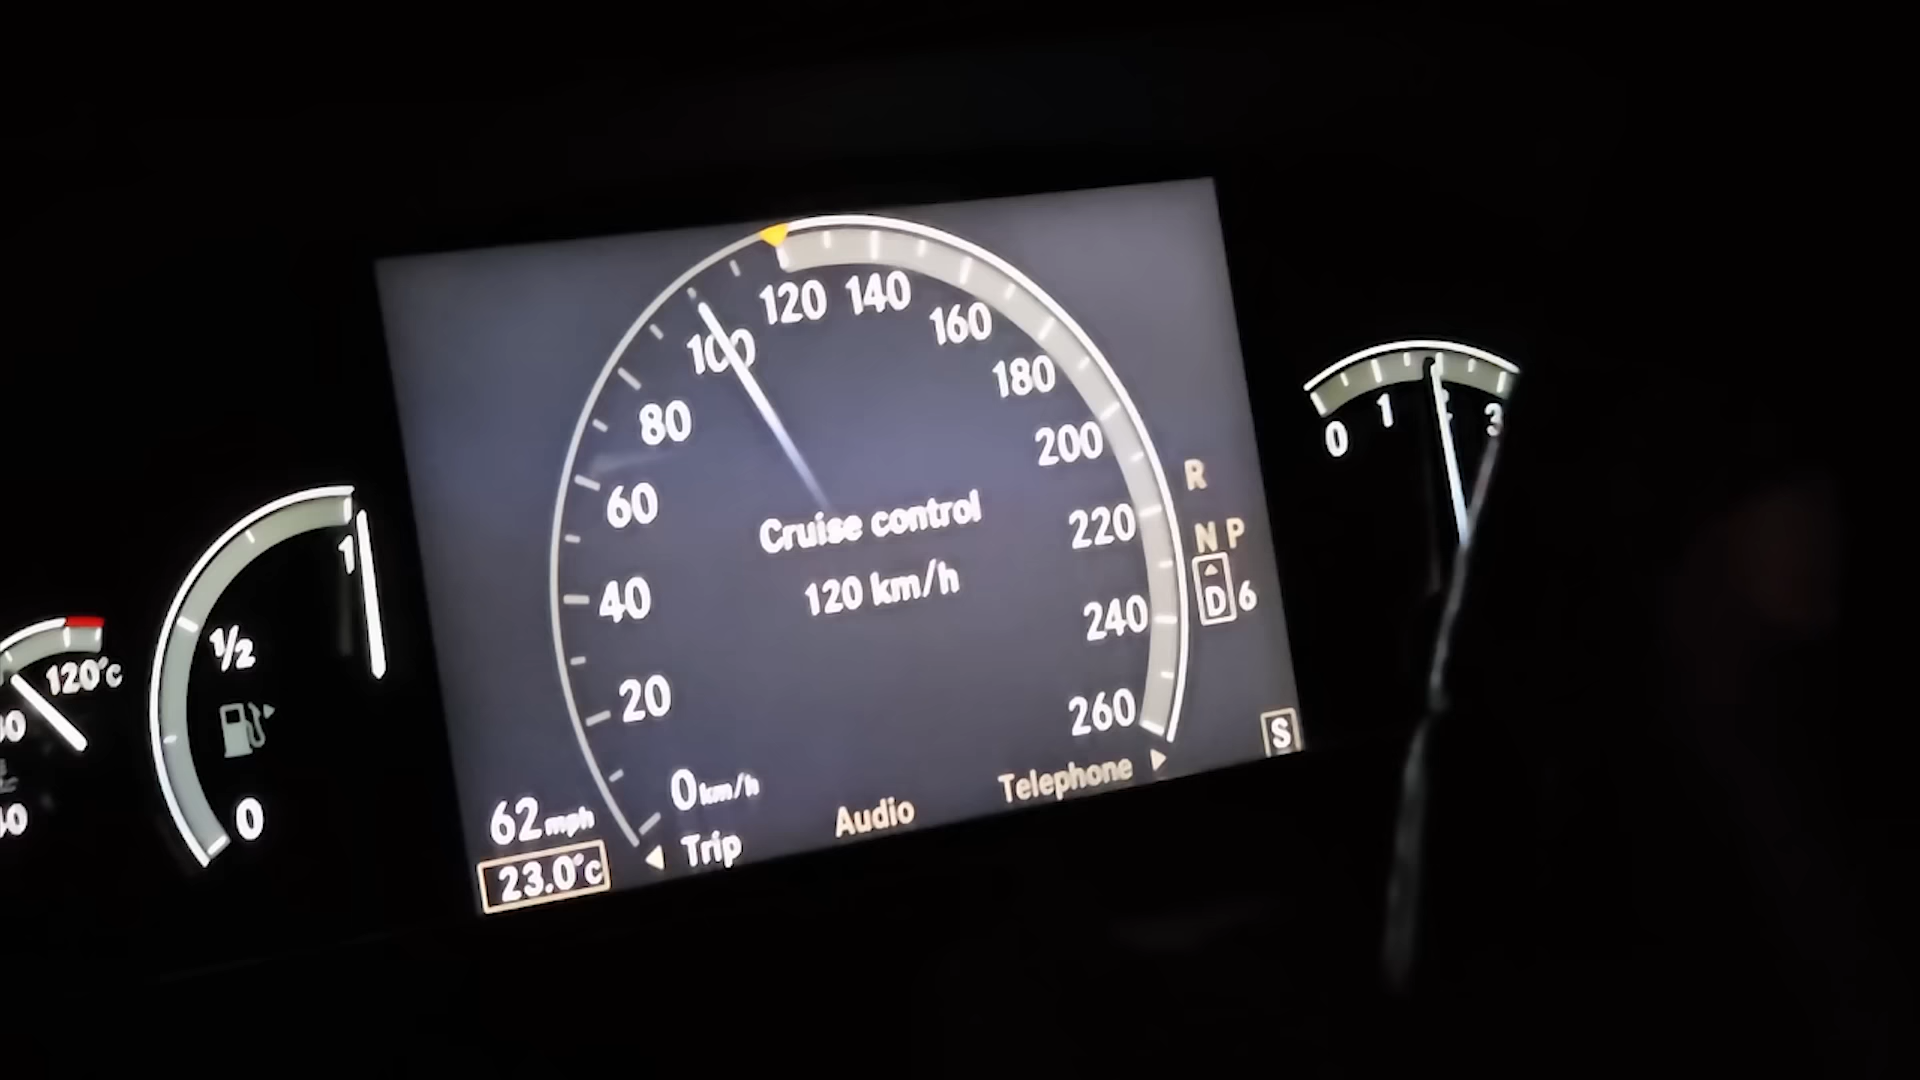 120 140
100
160
80
180
60
200
40
220
20
240
0 km/h
260
Cruise control
120 km/h
R
N P
D 6
S
62 mph
23.0°C
Trip
Audio
Telephone
120°C
1
1/2
0
0 1 2 3